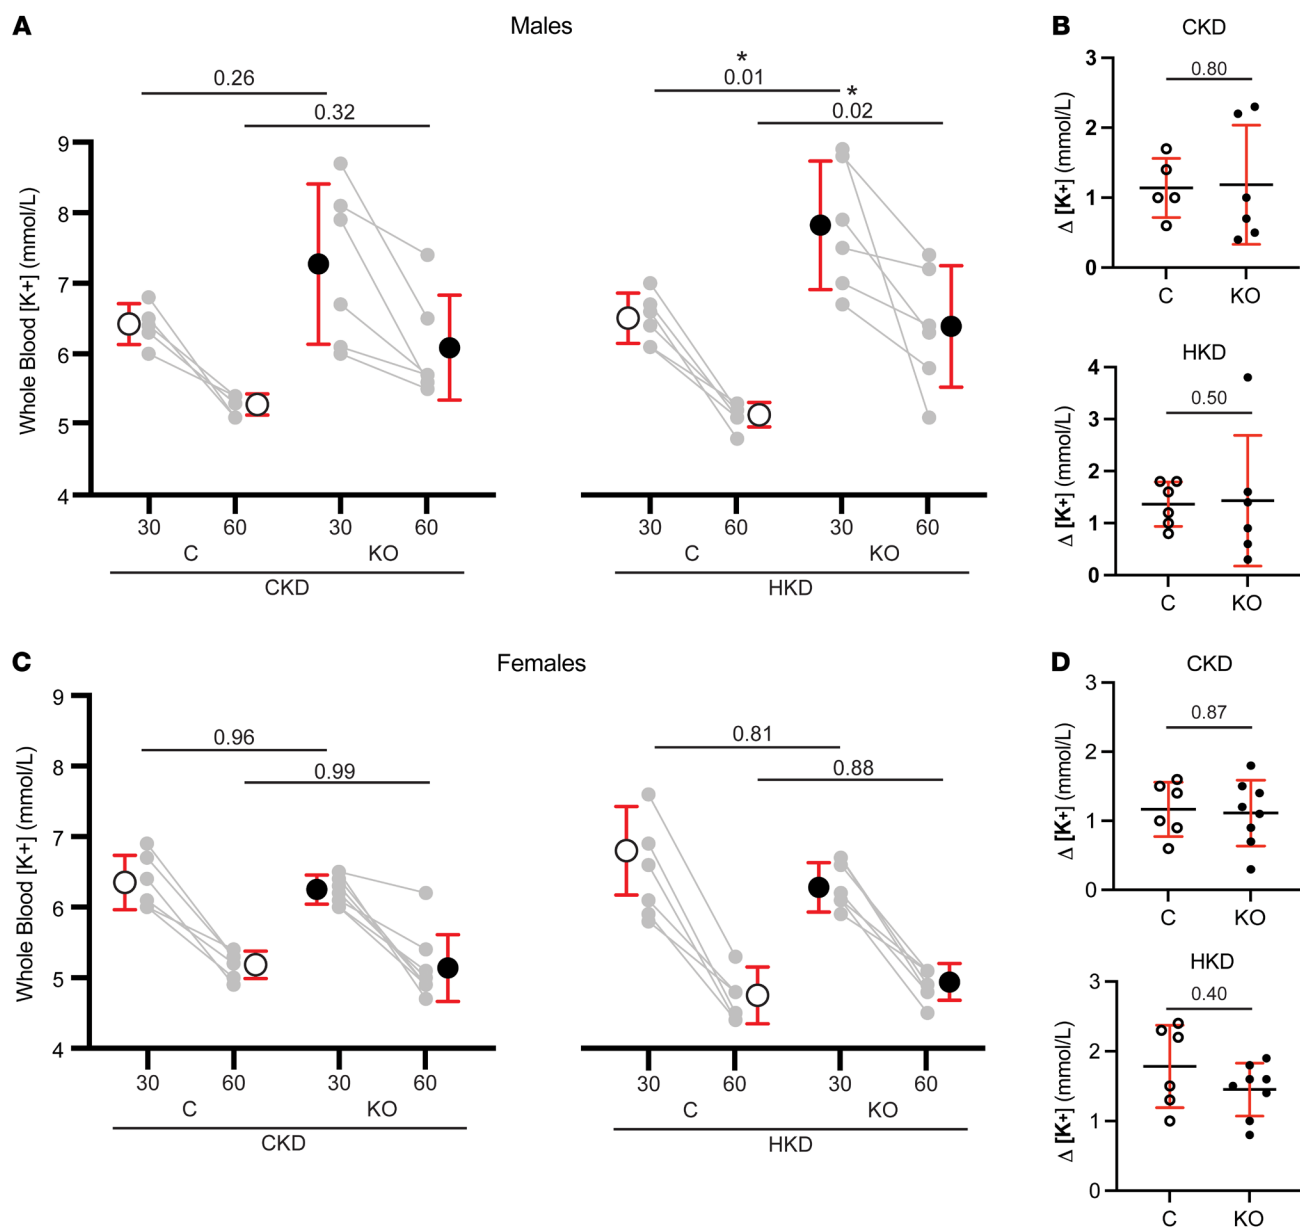 A
Males
0.26
0.32
*
0.01
*
0.02
Whole Blood [K+] (mmol/L)
9
8
7
6
5
4
30
60
30
60
C
KO
CKD
30
60
30
60
C
KO
HKD
B
CKD
0.80
Δ [K+] (mmol/L)
3
2
1
0
C
KO
HKD
0.50
Δ [K+] (mmol/L)
4
3
2
1
0
C
KO
C
Females
0.96
0.99
0.81
0.88
Whole Blood [K+] (mmol/L)
9
8
7
6
5
4
30
60
30
60
C
KO
CKD
30
60
30
60
C
KO
HKD
D
CKD
0.87
Δ [K+] (mmol/L)
3
2
1
0
C
KO
HKD
0.40
Δ [K+] (mmol/L)
3
2
1
0
C
KO